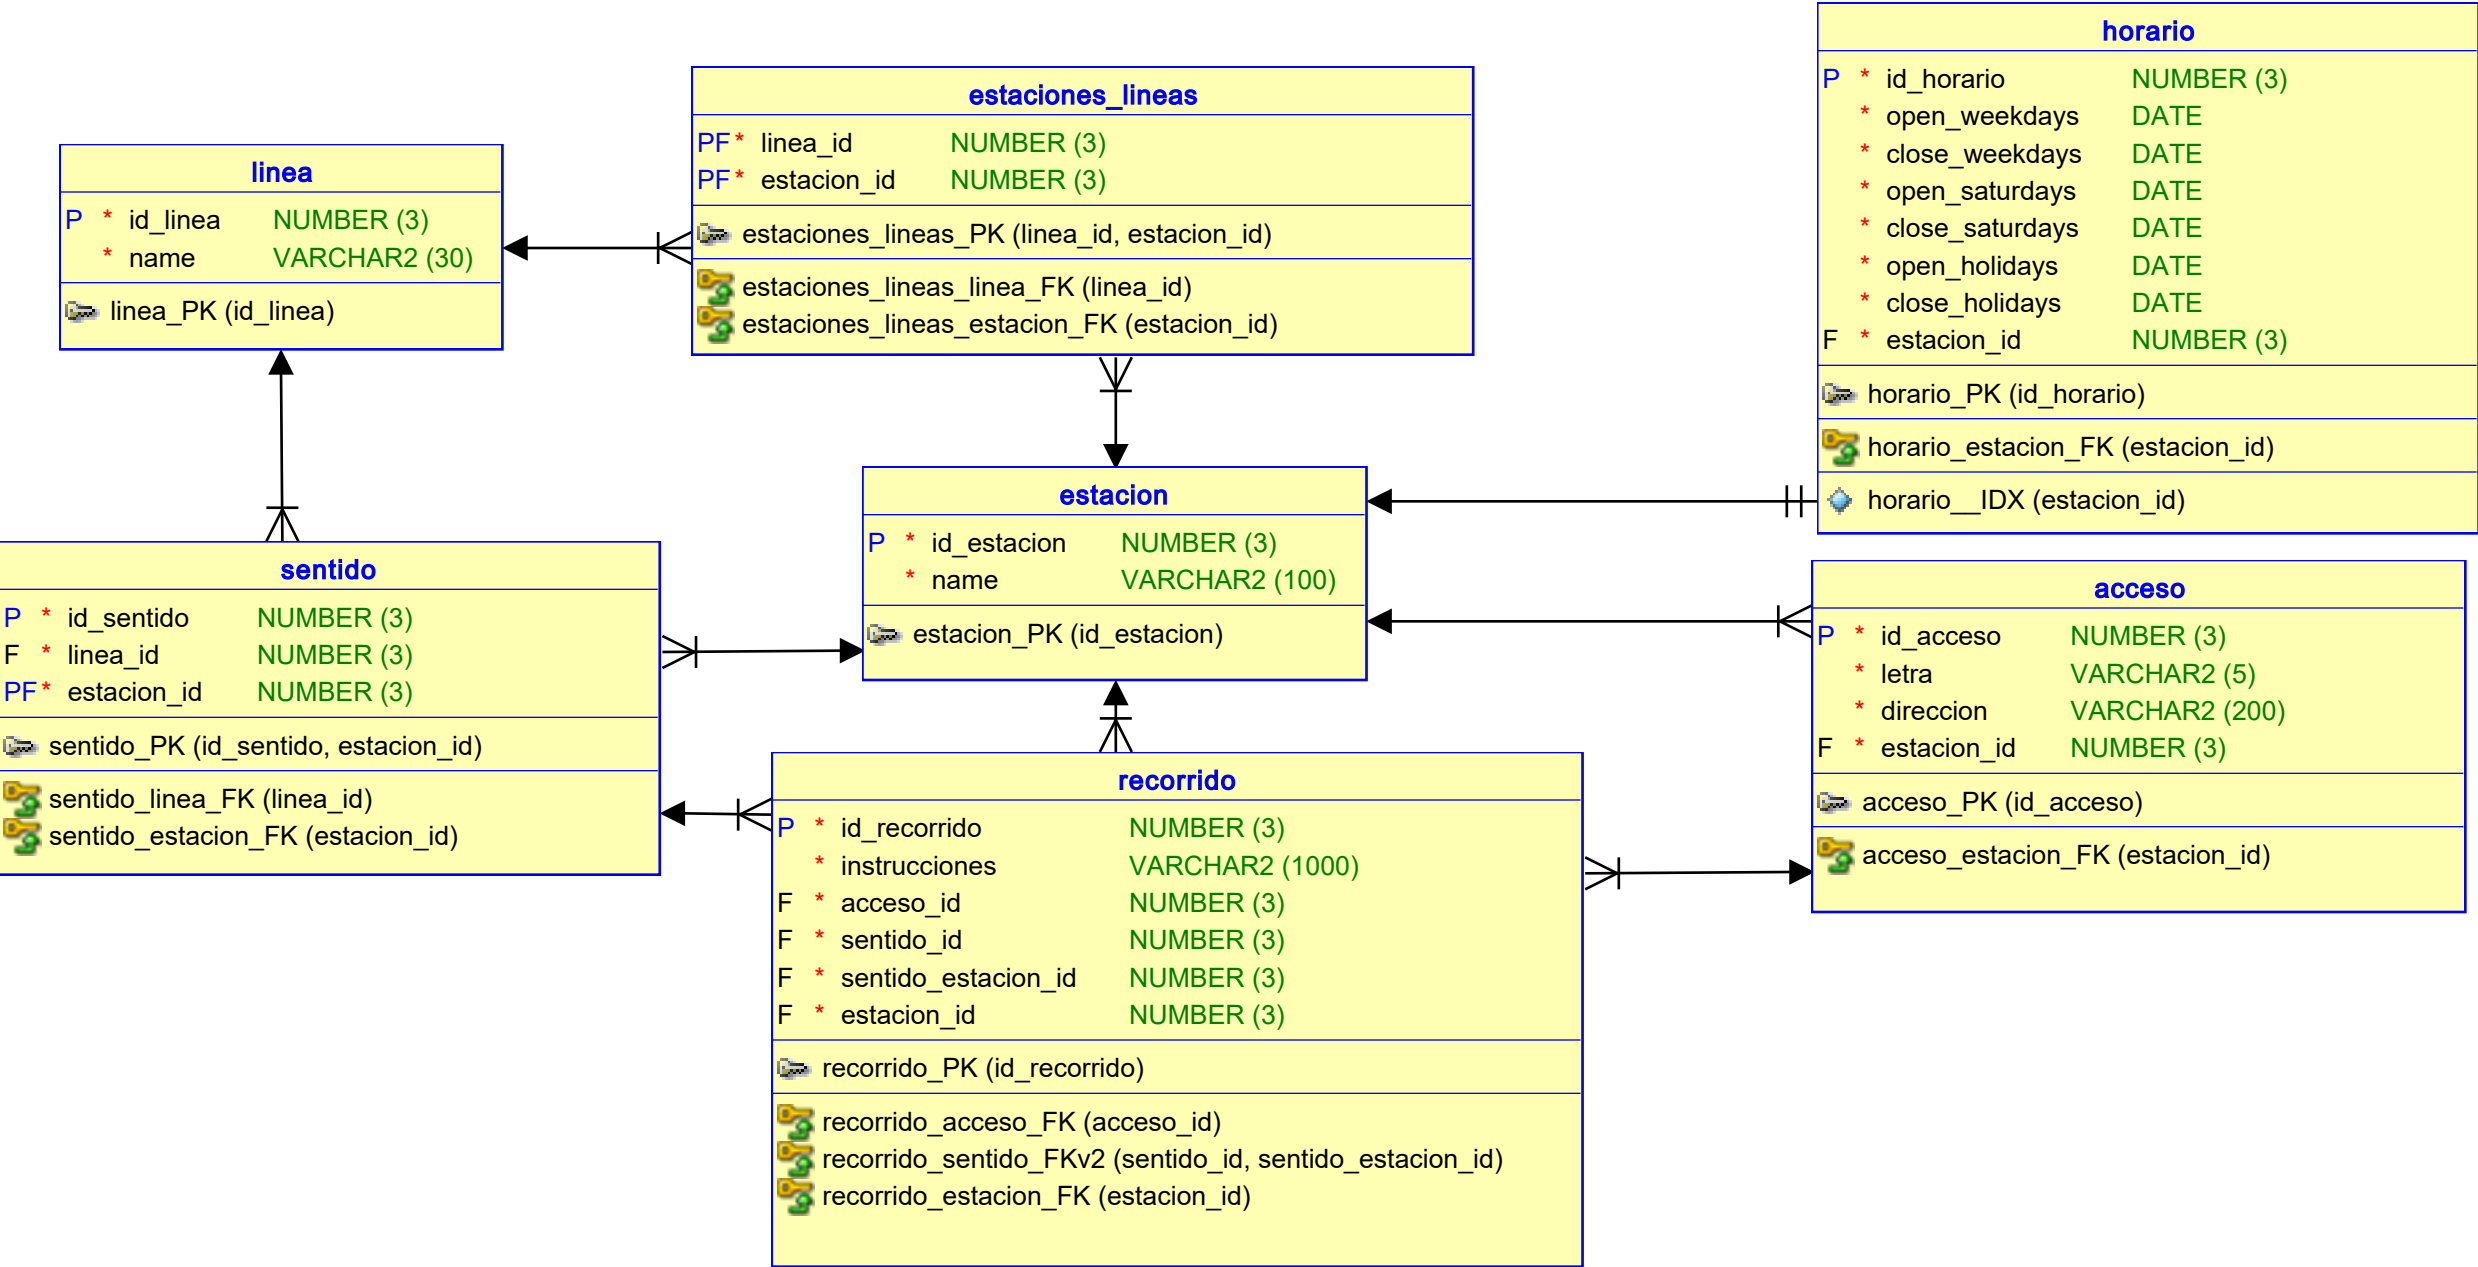 linea
P * id_linea NUMBER (3)
* name VARCHAR2 (30)
linea_PK (id_linea)
estaciones_lineas
PF* linea_id NUMBER (3)
PF* estacion_id NUMBER (3)
estaciones_lineas_PK (linea_id, estacion_id)
estaciones_lineas_linea_FK (linea_id)
estaciones_lineas_estacion_FK (estacion_id)
horario
P * id_horario NUMBER (3)
* open_weekdays DATE
* close_weekdays DATE
* open_saturdays DATE
* close_saturdays DATE
* open_holidays DATE
* close_holidays DATE
F * estacion_id NUMBER (3)
horario_PK (id_horario)
horario_estacion_FK (estacion_id)
horario__IDX (estacion_id)
sentido
P * id_sentido NUMBER (3)
F * linea_id NUMBER (3)
PF* estacion_id NUMBER (3)
sentido_PK (id_sentido, estacion_id)
sentido_linea_FK (linea_id)
sentido_estacion_FK (estacion_id)
estacion
P * id_estacion NUMBER (3)
* name VARCHAR2 (100)
estacion_PK (id_estacion)
acceso
P * id_acceso NUMBER (3)
* letra VARCHAR2 (5)
* direccion VARCHAR2 (200)
F * estacion_id NUMBER (3)
acceso_PK (id_acceso)
acceso_estacion_FK (estacion_id)
recorrido
P * id_recorrido NUMBER (3)
* instrucciones VARCHAR2 (1000)
F * acceso_id NUMBER (3)
F * sentido_id NUMBER (3)
F * sentido_estacion_id NUMBER (3)
F * estacion_id NUMBER (3)
recorrido_PK (id_recorrido)
recorrido_acceso_FK (acceso_id)
recorrido_sentido_FKv2 (sentido_id, sentido_estacion_id)
recorrido_estacion_FK (estacion_id)